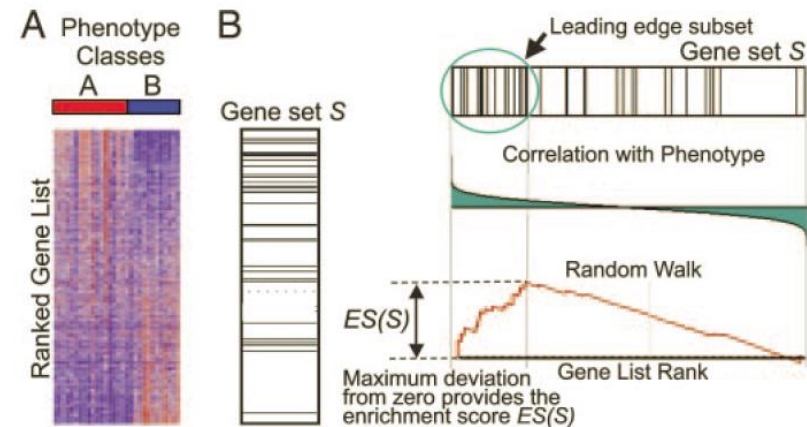 A
Phenotype
Classes
A B
Ranked Gene List
B
Gene set S
Leading edge subset
Gene set S
Correlation with Phenotype
Random Walk
ES(S)
Gene List Rank
Maximum deviation
from zero provides the
enrichment score ES(S)